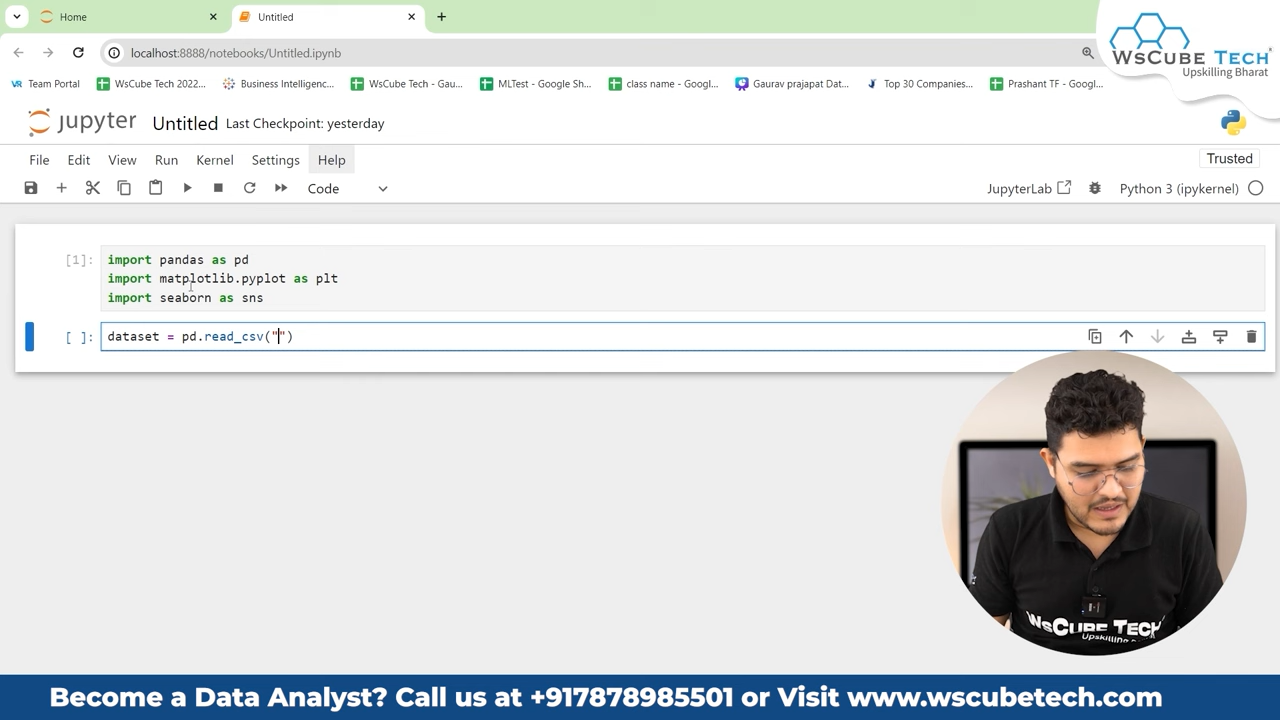 Home
Untitled
localhost:8888/notebooks/Untitled.ipynb
WsCube Tech
Upskilling Bharat
Team Portal
WsCube Tech 2022...
Business Intelligenc...
WsCube Tech - Gau...
MLTest - Google Sh...
class name - Googl...
Gaurav prajapat Dat...
Top 30 Companies...
Prashant TF - Goog...
jupyter Untitled Last Checkpoint: yesterday
File Edit View Run Kernel Settings Help
Trusted
Code
JupyterLab
Python 3 (ipykernel)
[1]:
import pandas as pd
import matplotlib.pyplot as plt
import seaborn as sns
[ ]:
dataset = pd.read_csv("")
WsCube Tech
Upskilling
Become a Data Analyst? Call us at +917878985501 or Visit www.wscubetech.com